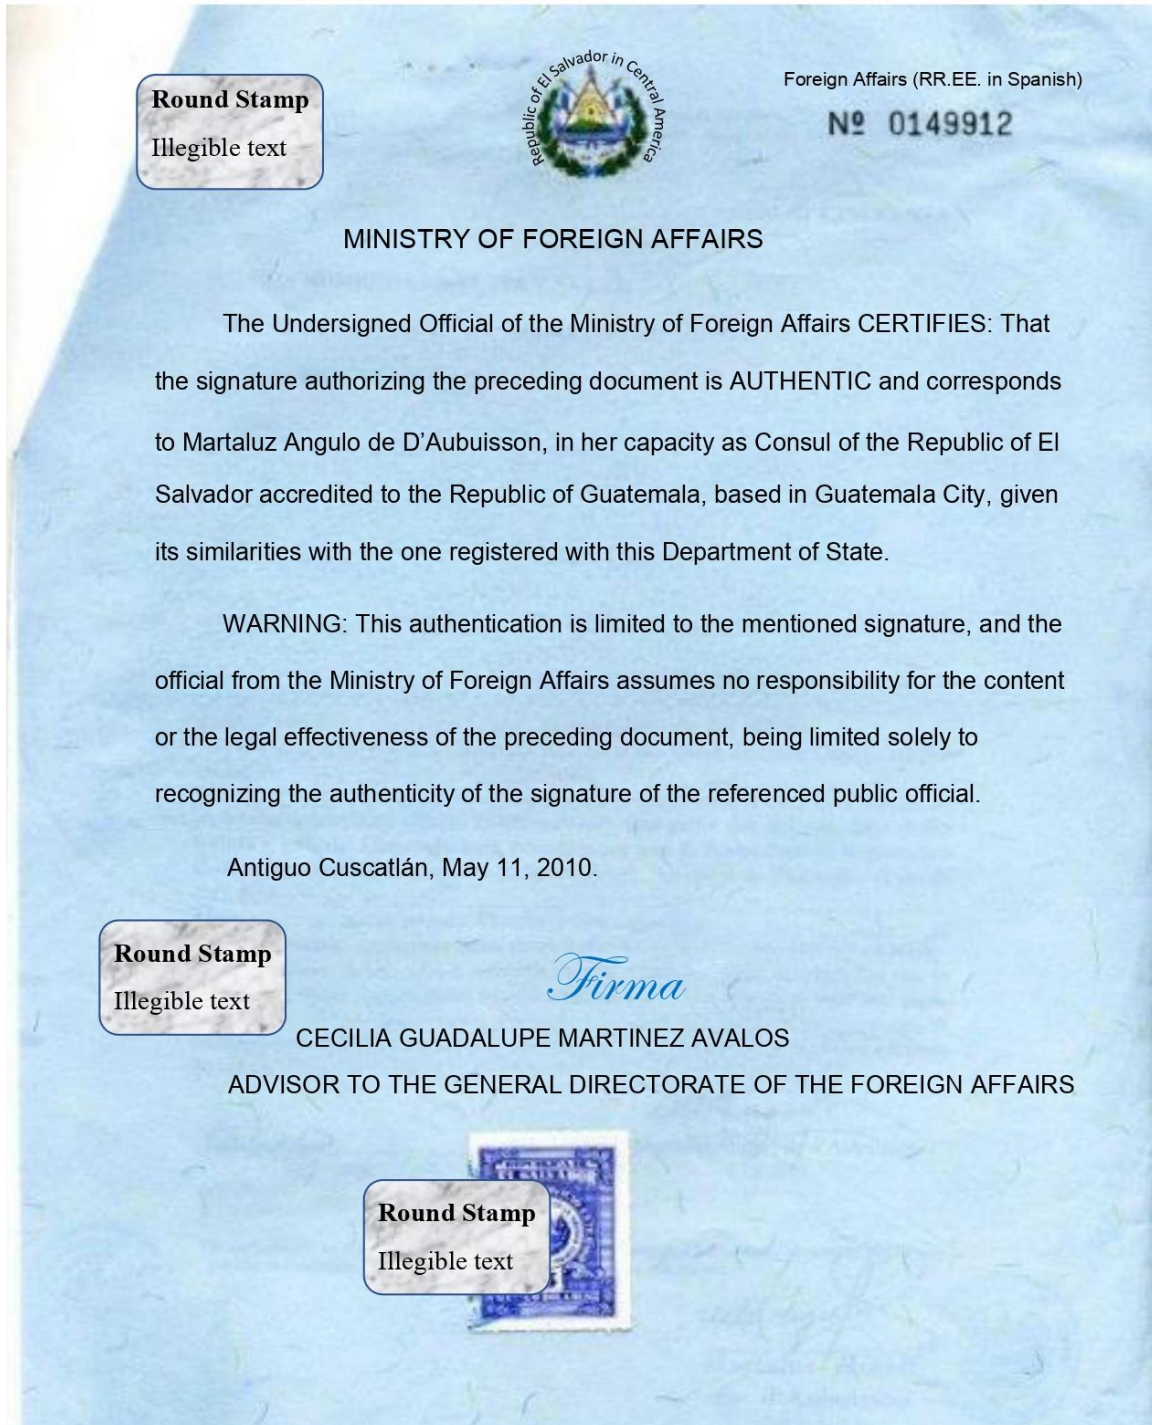 Round Stamp
Illegible text
Republic of El Salvador in Central America
Foreign Affairs (RR.EE. in Spanish)
Nº 0149912
MINISTRY OF FOREIGN AFFAIRS
The Undersigned Official of the Ministry of Foreign Affairs CERTIFIES: That
the signature authorizing the preceding document is AUTHENTIC and corresponds
to Martaluz Angulo de D’Aubuisson, in her capacity as Consul of the Republic of El
Salvador accredited to the Republic of Guatemala, based in Guatemala City, given
its similarities with the one registered with this Department of State.
WARNING: This authentication is limited to the mentioned signature, and the
official from the Ministry of Foreign Affairs assumes no responsibility for the content
or the legal effectiveness of the preceding document, being limited solely to
recognizing the authenticity of the signature of the referenced public official.
Antiguo Cuscatlán, May 11, 2010.
Round Stamp
Illegible text
Firma
CECILIA GUADALUPE MARTINEZ AVALOS
ADVISOR TO THE GENERAL DIRECTORATE OF THE FOREIGN AFFAIRS
EL SALVADOR
Round Stamp
Illegible text